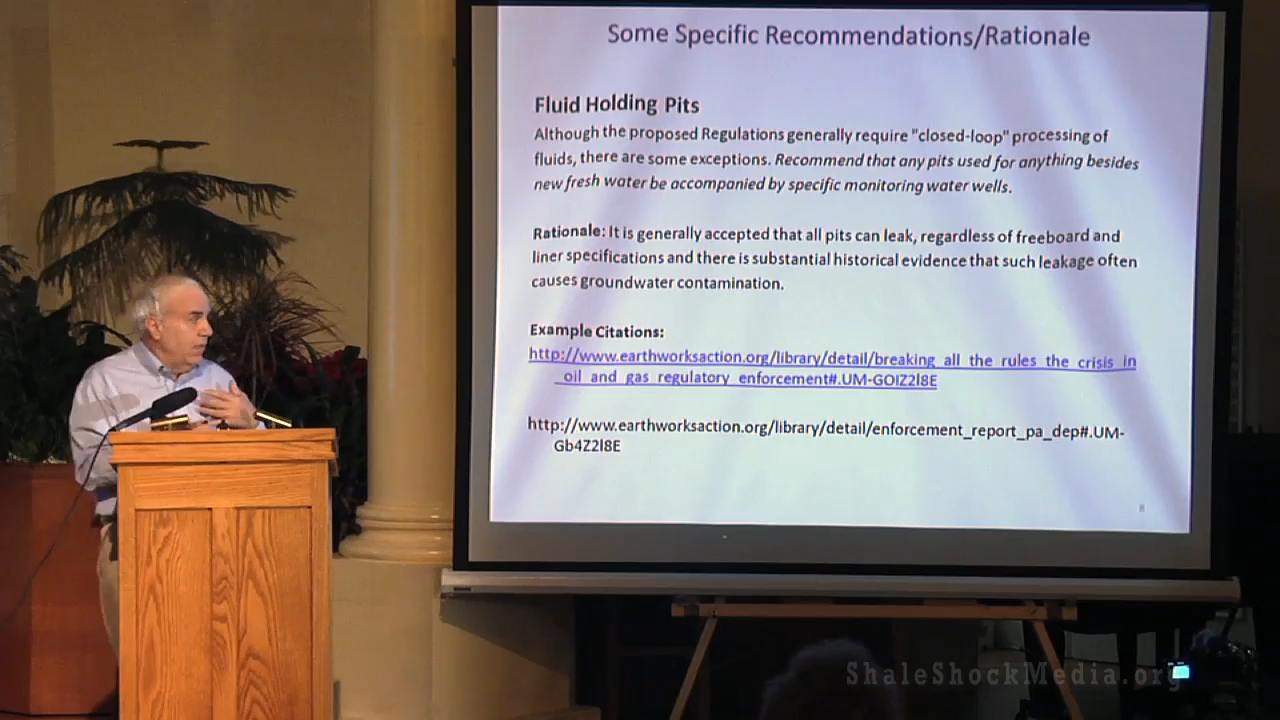 Some Specific Recommendations/Rationale
Fluid Holding Pits
Although the proposed Regulations generally require "closed-loop" processing of
fluids, there are some exceptions. Recommend that any pits used for anything besides
new fresh water be accompanied by specific monitoring water wells.
Rationale: It is generally accepted that all pits can leak, regardless of freeboard and
liner specifications and there is substantial historical evidence that such leakage often
causes groundwater contamination.
Example Citations:
http://www.earthworksaction.org/library/detail/breaking_all_the_rules_the_crisis_in
_oil_and_gas_regulatory_enforcement#.UM-GOIZ2l8E
http://www.earthworksaction.org/library/detail/enforcement_report_pa_dep#.UM-
Gb4Z2l8E
8
ShaleShockMedia.org